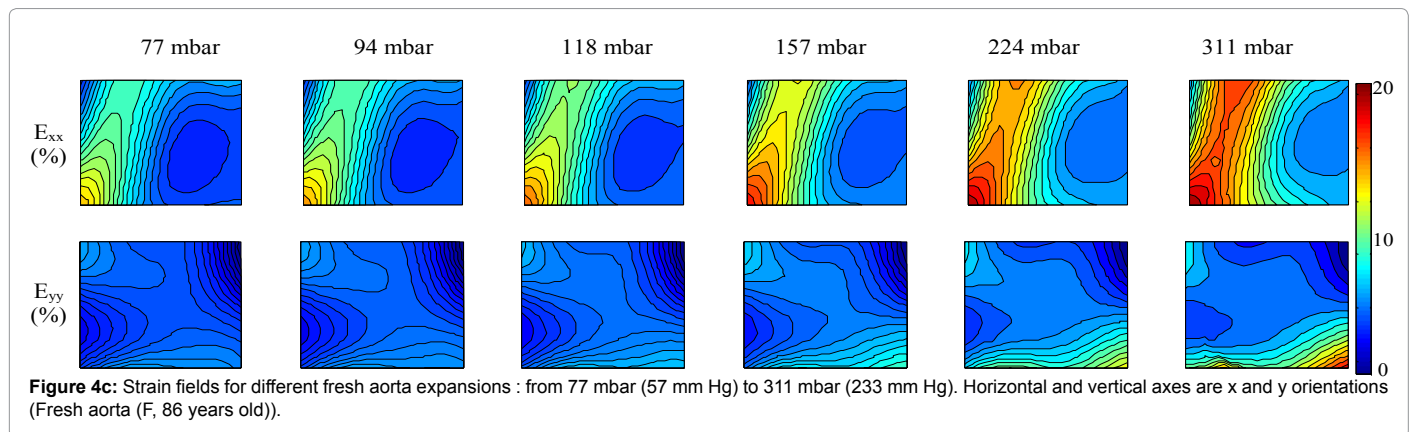 77 mbar 94 mbar 118 mbar 157 mbar 224 mbar 311 mbar
E_xx
(%)
20
10
0
E_yy
(%)
Figure 4c: Strain fields for different fresh aorta expansions : from 77 mbar (57 mm Hg) to 311 mbar (233 mm Hg). Horizontal and vertical axes are x and y orientations
(Fresh aorta (F, 86 years old)).